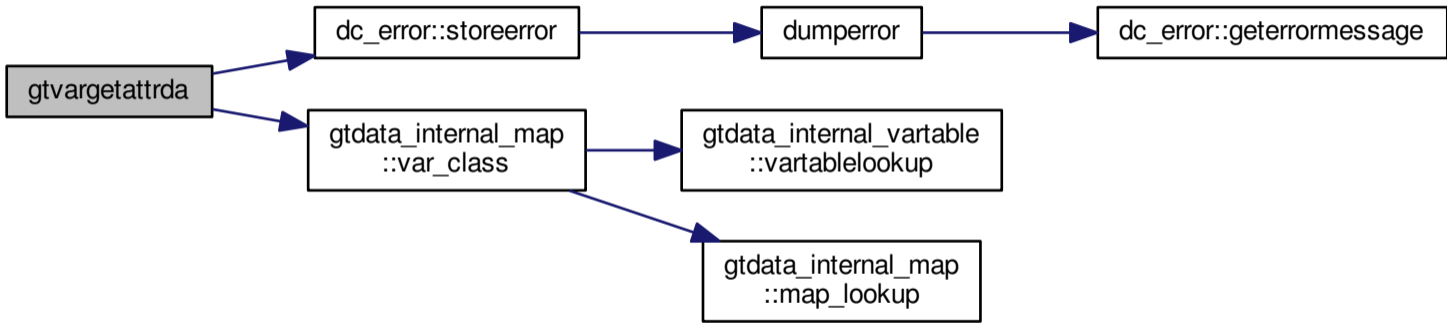 gtvargetattrda
dc_error::storeerror
dumperror
dc_error::geterrormessage
gtdata_internal_map
::var_class
gtdata_internal_vartable
::vartablelookup
gtdata_internal_map
::map_lookup